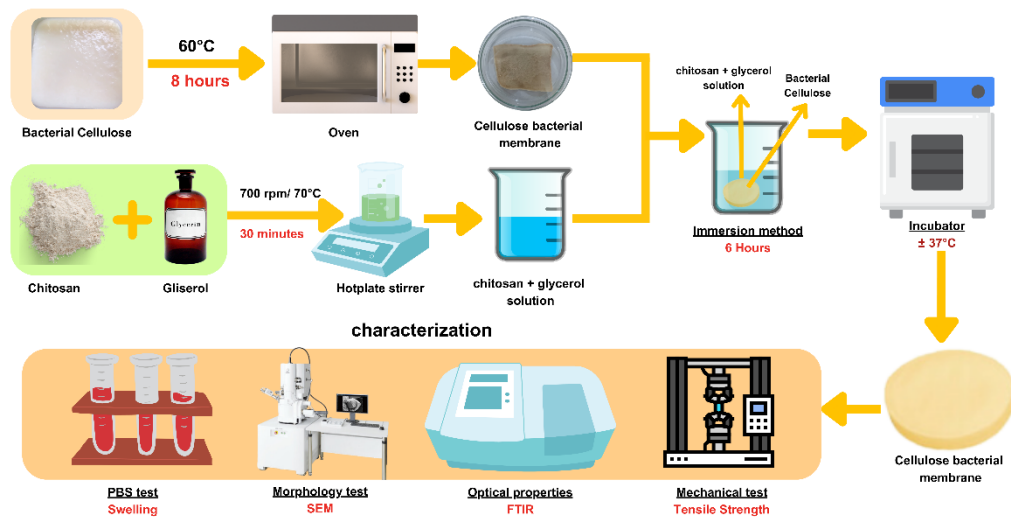 60°C
8 hours
Bacterial Cellulose
Oven
Cellulose bacterial
membrane
chitosan + glycerol
solution
Bacterial
Cellulose
Immersion method
6 Hours
Incubator
± 37°C
Glycerin
700 rpm/ 70°C
30 minutes
Chitosan
Gliserol
Hotplate stirrer
chitosan + glycerol
solution
characterization
PBS test
Swelling
Morphology test
SEM
Optical properties
FTIR
Mechanical test
Tensile Strength
Cellulose bacterial
membrane